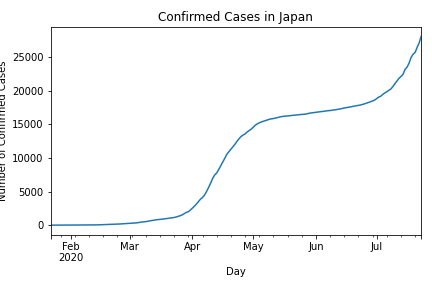 Confirmed Cases in Japan
Number of Confirmed Cases
25000
20000
15000
10000
5000
0
Feb
2020
Mar
Apr
May
Jun
Jul
Day